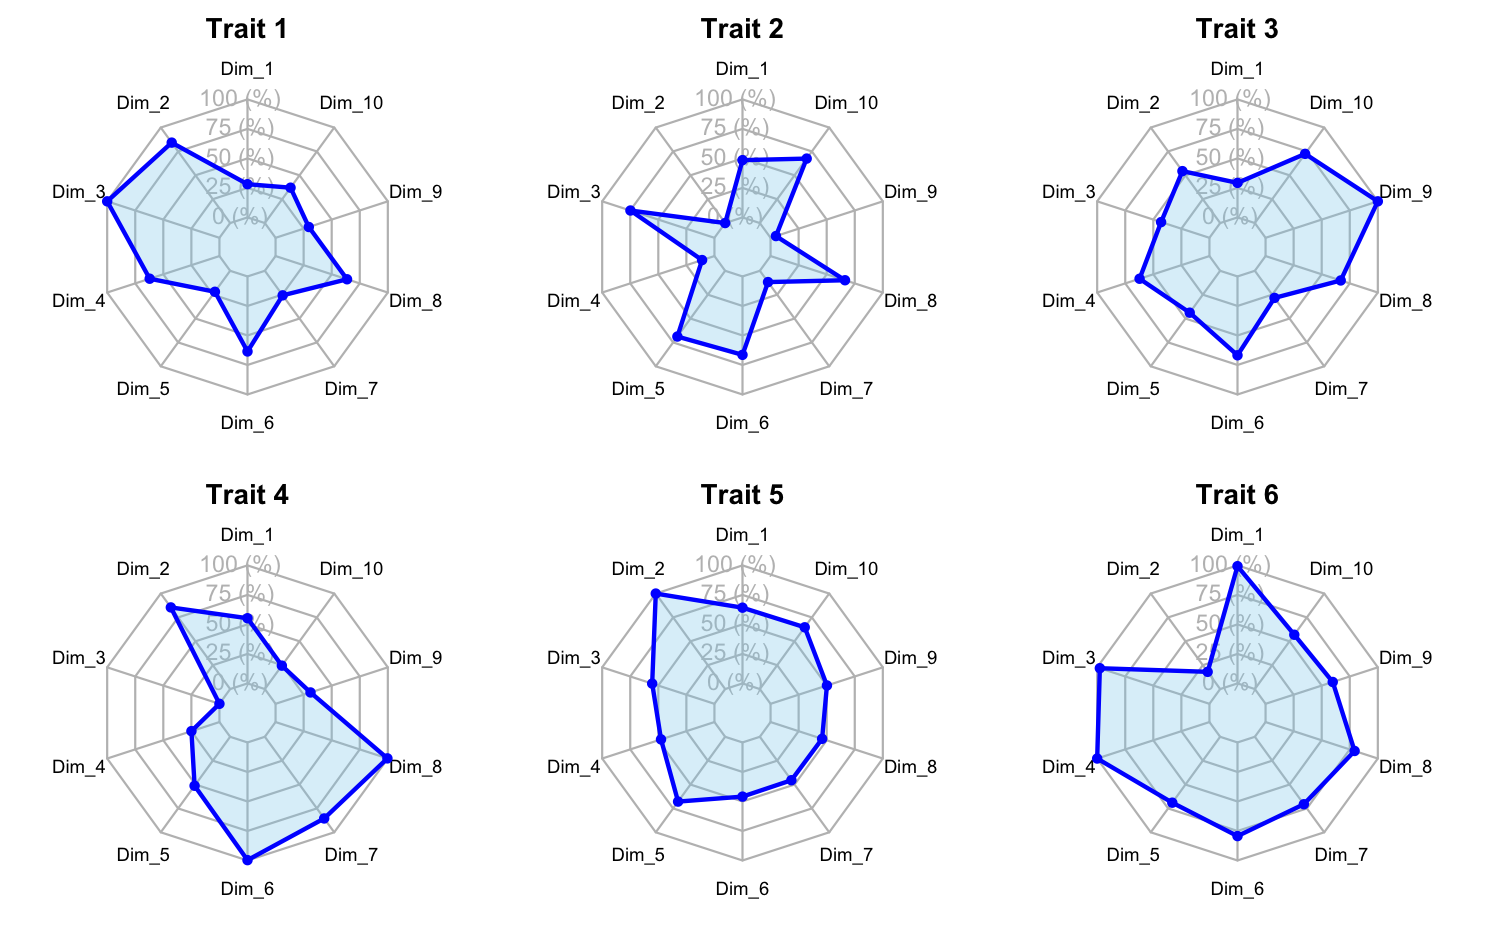 Trait 1
Dim_1
Dim_2
Dim_10
100 (%)
75 (%)
50 (%)
25 (%)
0 (%)
Dim_3
Dim_9
Dim_4
Dim_8
Dim_5
Dim_7
Dim_6
Trait 2
Dim_1
Dim_2
Dim_10
100 (%)
75 (%)
50 (%)
25 (%)
0 (%)
Dim_3
Dim_9
Dim_4
Dim_8
Dim_5
Dim_7
Dim_6
Trait 3
Dim_1
Dim_2
Dim_10
100 (%)
75 (%)
50 (%)
25 (%)
0 (%)
Dim_3
Dim_9
Dim_4
Dim_8
Dim_5
Dim_7
Dim_6
Trait 4
Dim_1
Dim_2
Dim_10
100 (%)
75 (%)
50 (%)
25 (%)
0 (%)
Dim_3
Dim_9
Dim_4
Dim_8
Dim_5
Dim_7
Dim_6
Trait 5
Dim_1
Dim_2
Dim_10
100 (%)
75 (%)
50 (%)
25 (%)
0 (%)
Dim_3
Dim_9
Dim_4
Dim_8
Dim_5
Dim_7
Dim_6
Trait 6
Dim_1
Dim_2
Dim_10
100 (%)
75 (%)
50 (%)
25 (%)
0 (%)
Dim_3
Dim_9
Dim_4
Dim_8
Dim_5
Dim_7
Dim_6